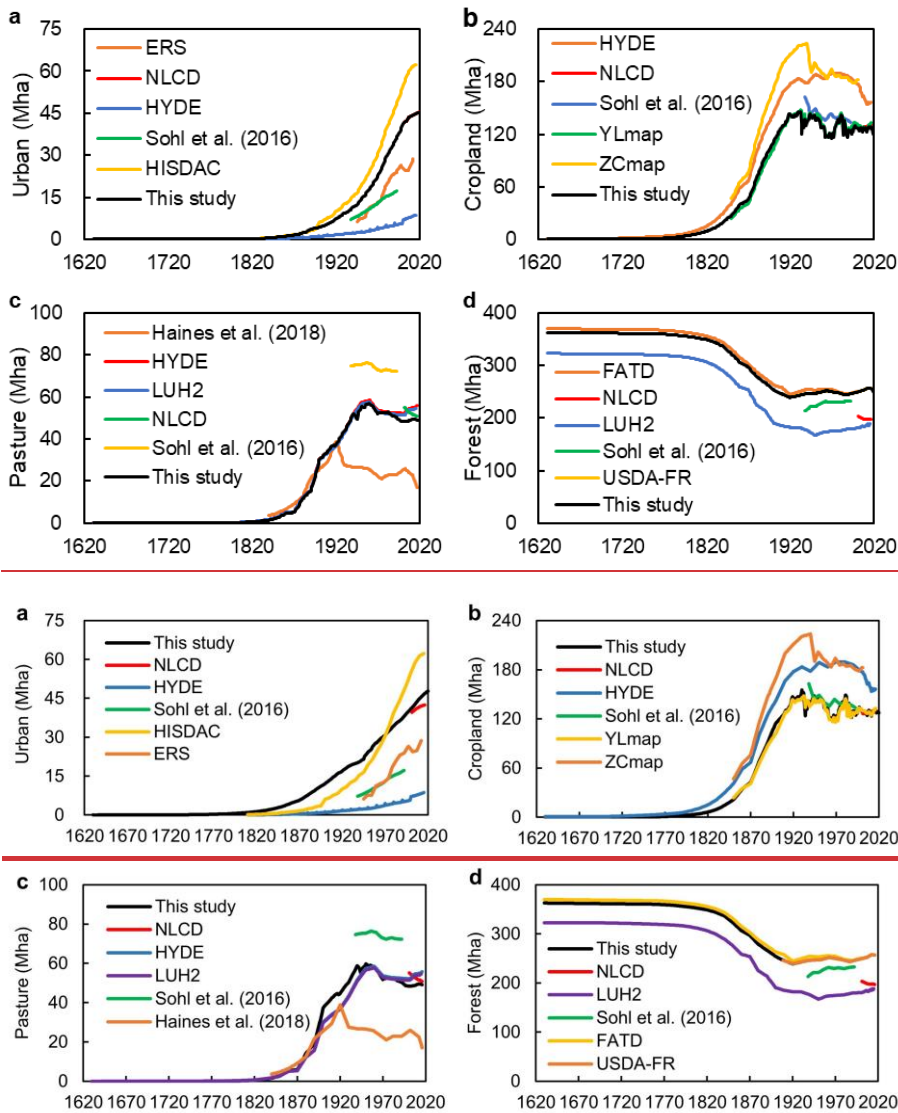 a
Urban (Mha)
75
60
45
30
15
0
ERS
NLCD
HYDE
Sohl et al. (2016)
HISDAC
This study
1620 1720 1820 1920 2020
b
Cropland (Mha)
240
180
120
60
0
HYDE
NLCD
Sohl et al. (2016)
YLmap
ZCmap
This study
1620 1720 1820 1920 2020
c
Pasture (Mha)
100
80
60
40
20
0
Haines et al. (2018)
HYDE
LUH2
NLCD
Sohl et al. (2016)
This study
1620 1720 1820 1920 2020
d
Forest (Mha)
400
300
200
100
0
FATD
NLCD
LUH2
Sohl et al. (2016)
USDA-FR
This study
1620 1720 1820 1920 2020
a
Urban (Mha)
75
60
45
30
15
0
This study
NLCD
HYDE
Sohl et al. (2016)
HISDAC
ERS
1620 1670 1720 1770 1820 1870 1920 1970 2020
b
Cropland (Mha)
240
180
120
60
0
This study
NLCD
HYDE
Sohl et al. (2016)
YLmap
ZCmap
1620 1670 1720 1770 1820 1870 1920 1970 2020
c
Pasture (Mha)
100
80
60
40
20
0
This study
NLCD
HYDE
LUH2
Sohl et al. (2016)
Haines et al. (2018)
1620 1670 1720 1770 1820 1870 1920 1970 2020
d
Forest (Mha)
400
300
200
100
0
This study
NLCD
LUH2
Sohl et al. (2016)
FATD
USDA-FR
1620 1670 1720 1770 1820 1870 1920 1970 2020